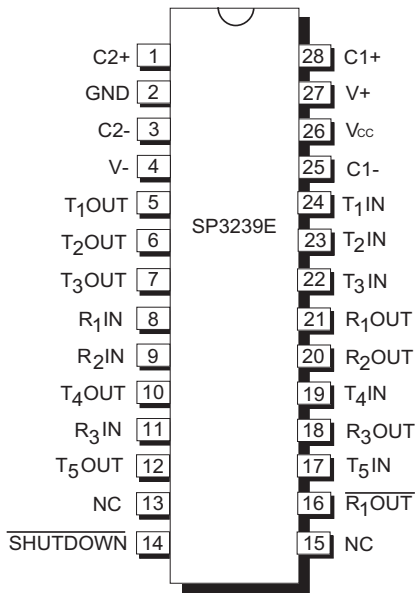 C2+ 1 28 C1+
GND 2 27 V+
C2- 3 26 Vcc
V- 4 25 C1-
T1OUT 5 24 T1IN
SP3239E
T2OUT 6 23 T2IN
T3OUT 7 22 T3IN
R1IN 8 21 R1OUT
R2IN 9 20 R2OUT
T4OUT 10 19 T4IN
R3IN 11 18 R3OUT
T5OUT 12 17 T5IN
NC 13 16 R1OUT
SHUTDOWN 14 15 NC